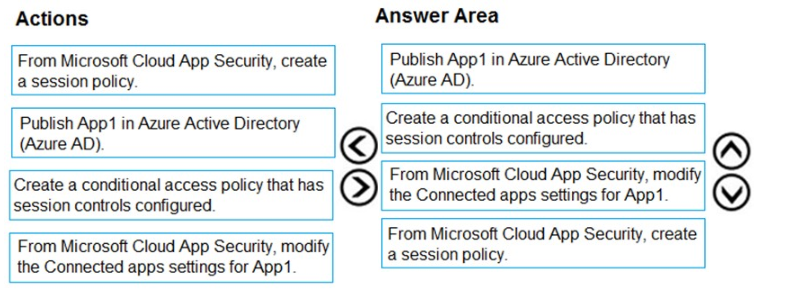 Actions
From Microsoft Cloud App Security, create
a session policy.
Publish App1 in Azure Active Directory
(Azure AD).
Create a conditional access policy that has
session controls configured.
From Microsoft Cloud App Security, modify
the Connected apps settings for App1.
Answer Area
Publish App1 in Azure Active Directory
(Azure AD).
Create a conditional access policy that has
session controls configured.
From Microsoft Cloud App Security, modify
the Connected apps settings for App1.
From Microsoft Cloud App Security, create
a session policy.